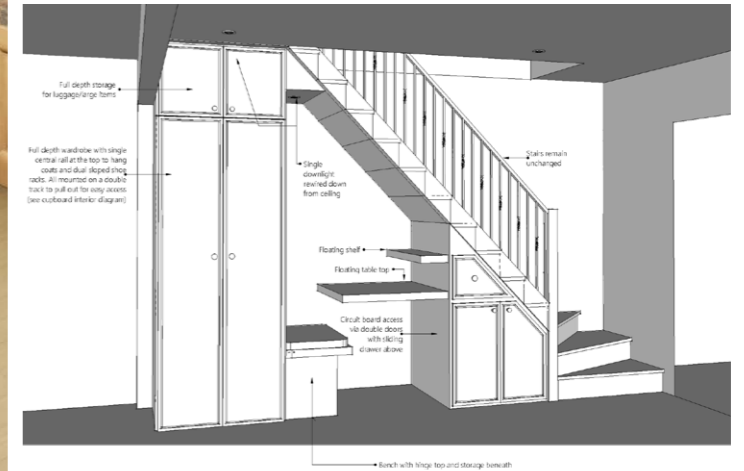 Full depth storage
for luggage/large items
Full depth wardrobe with single
central rail at the top to hang
coats and dual sloped shoe
racks. All mounted on a double
track to pull out for easy access
(see cupboard interior diagram)
Single
downlight
rewired down
from ceiling
Stairs remain
unchanged
Floating shelf
Floating table top
Circuit board access
via double doors
with sliding
drawer above
Bench with hinge top and storage beneath